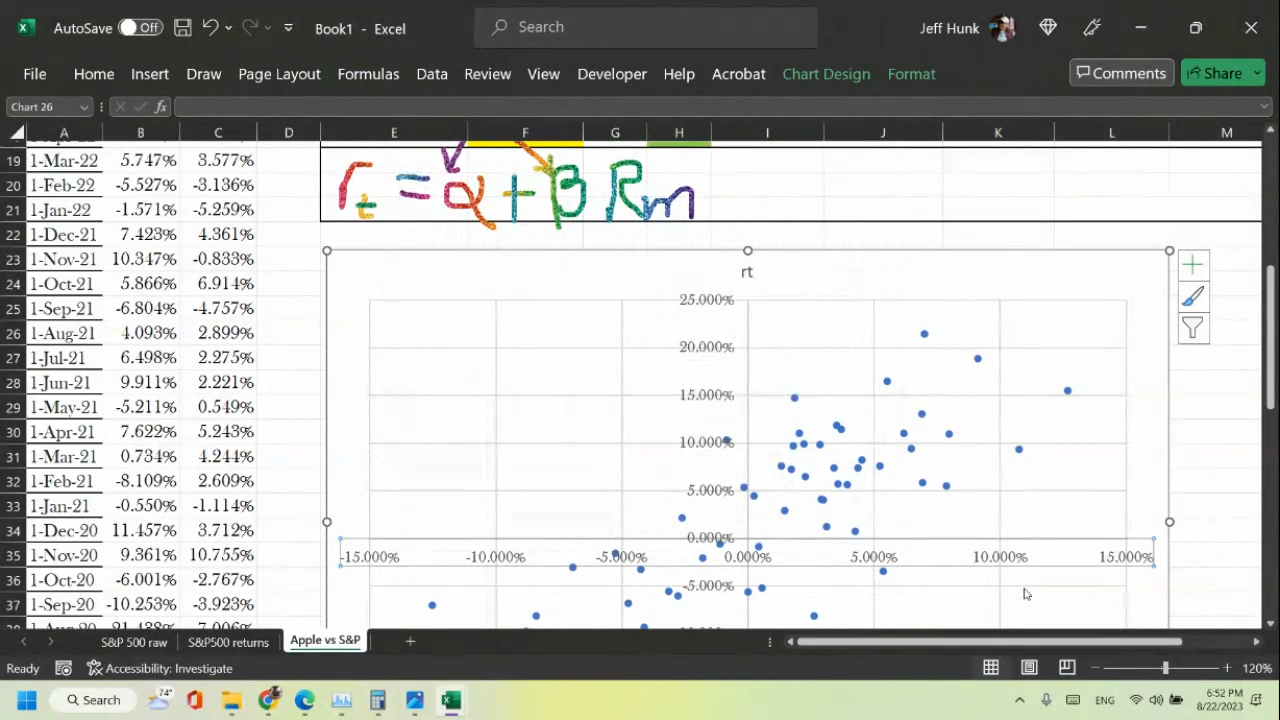 AutoSave Off Book1 - Excel Search Jeff Hunk
File Home Insert Draw Page Layout Formulas Data Review View Developer Help Acrobat Chart Design Format Comments Share
Chart 26 fx
A B C D E F G H I J K L M
19 1-Mar-22 5.747% 3.577%
20 1-Feb-22 -5.527% -3.136%
21 1-Jan-22 -1.571% -5.259%
rt = α + β Rm
22 1-Dec-21 7.423% 4.361%
23 1-Nov-21 10.347% -0.833%
24 1-Oct-21 5.866% 6.914%
25 1-Sep-21 -6.804% -4.757%
26 1-Aug-21 4.093% 2.899%
27 1-Jul-21 6.498% 2.275%
28 1-Jun-21 9.911% 2.221%
29 1-May-21 -5.211% 0.549%
30 1-Apr-21 7.622% 5.243%
31 1-Mar-21 0.734% 4.244%
32 1-Feb-21 -8.109% 2.609%
33 1-Jan-21 -0.550% -1.114%
34 1-Dec-20 11.457% 3.712%
35 1-Nov-20 9.361% 10.755%
36 1-Oct-20 -6.001% -2.767%
37 1-Sep-20 -10.253% -3.923%
rt
25.000%
20.000%
15.000%
10.000%
5.000%
0.000%
-15.000% -10.000% -5.000% 0.000% 5.000% 10.000% 15.000%
-5.000%
S&P 500 raw S&P500 returns Apple vs S&P
Ready Accessibility: Investigate 120%
Search 74° ENG 6:52 PM
8/22/2023